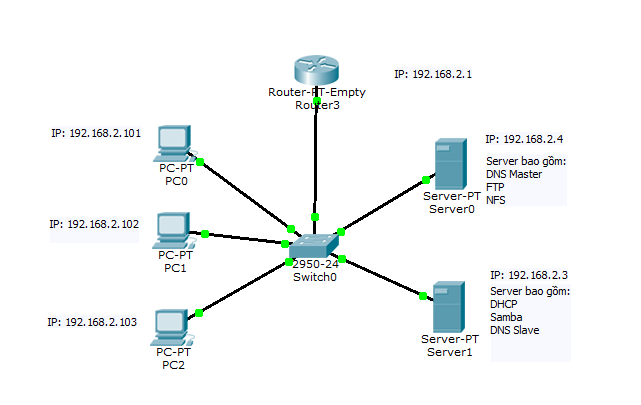 IP: 192.168.2.1
Router-PT-Empty
Router3
IP: 192.168.2.101
PC-PT
PC0
IP: 192.168.2.102
PC-PT
PC1
IP: 192.168.2.103
PC-PT
PC2
2950-24
Switch0
IP: 192.168.2.4
Server bao gồm:
DNS Master
FTP
NFS
Server-PT
Server0
IP: 192.168.2.3
Server bao gồm:
DHCP
Samba
DNS Slave
Server-PT
Server1